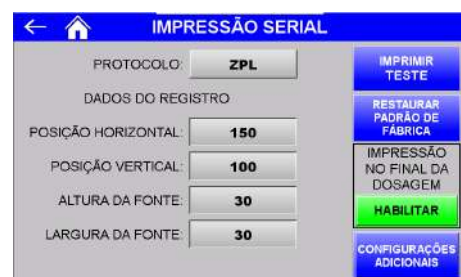 IMPRESSÃO SERIAL
PROTOCOLO: ZPL
DADOS DO REGISTRO
POSIÇÃO HORIZONTAL: 150
POSIÇÃO VERTICAL: 100
ALTURA DA FONTE: 30
LARGURA DA FONTE: 30
IMPRIMIR
TESTE
RESTAURAR
PADRÃO DE
FÁBRICA
IMPRESSÃO
NO FINAL DA
DOSAGEM
HABILITAR
CONFIGURAÇÕES
ADICIONAIS